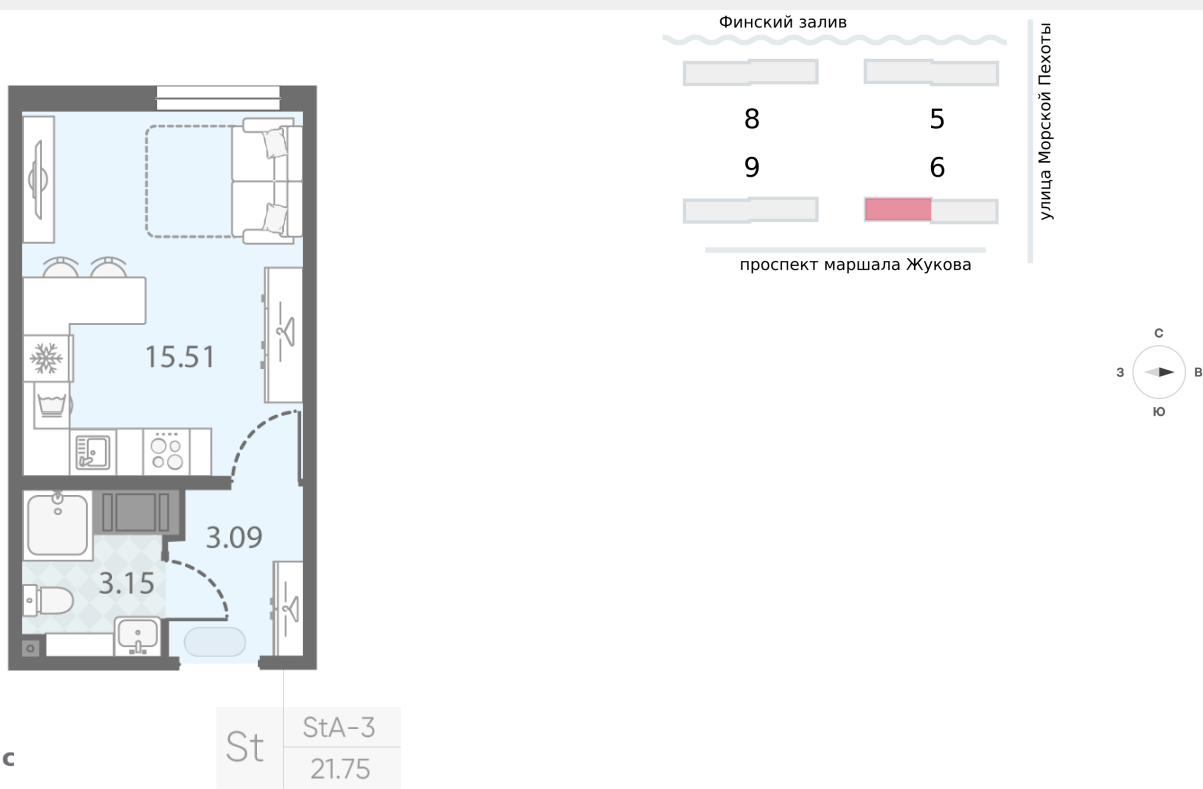 Финский залив
улица Морской Пехоты
8
5
9
6
проспект маршала Жукова
15.51
3.09
3.15
С
З
В
Ю
St
StA-3
21.75
с